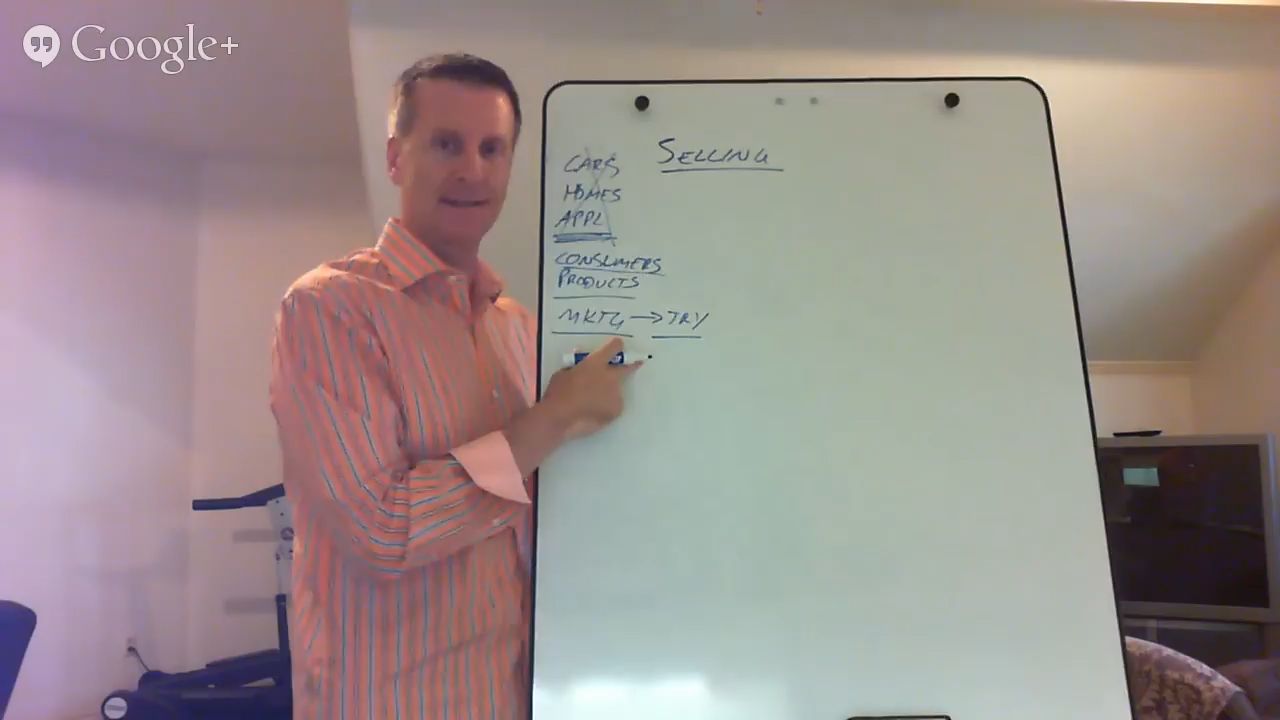 Google+
SELLING
CARS
HOMES
APPL
CONSUMERS
PRODUCTS
MKTG → TRY